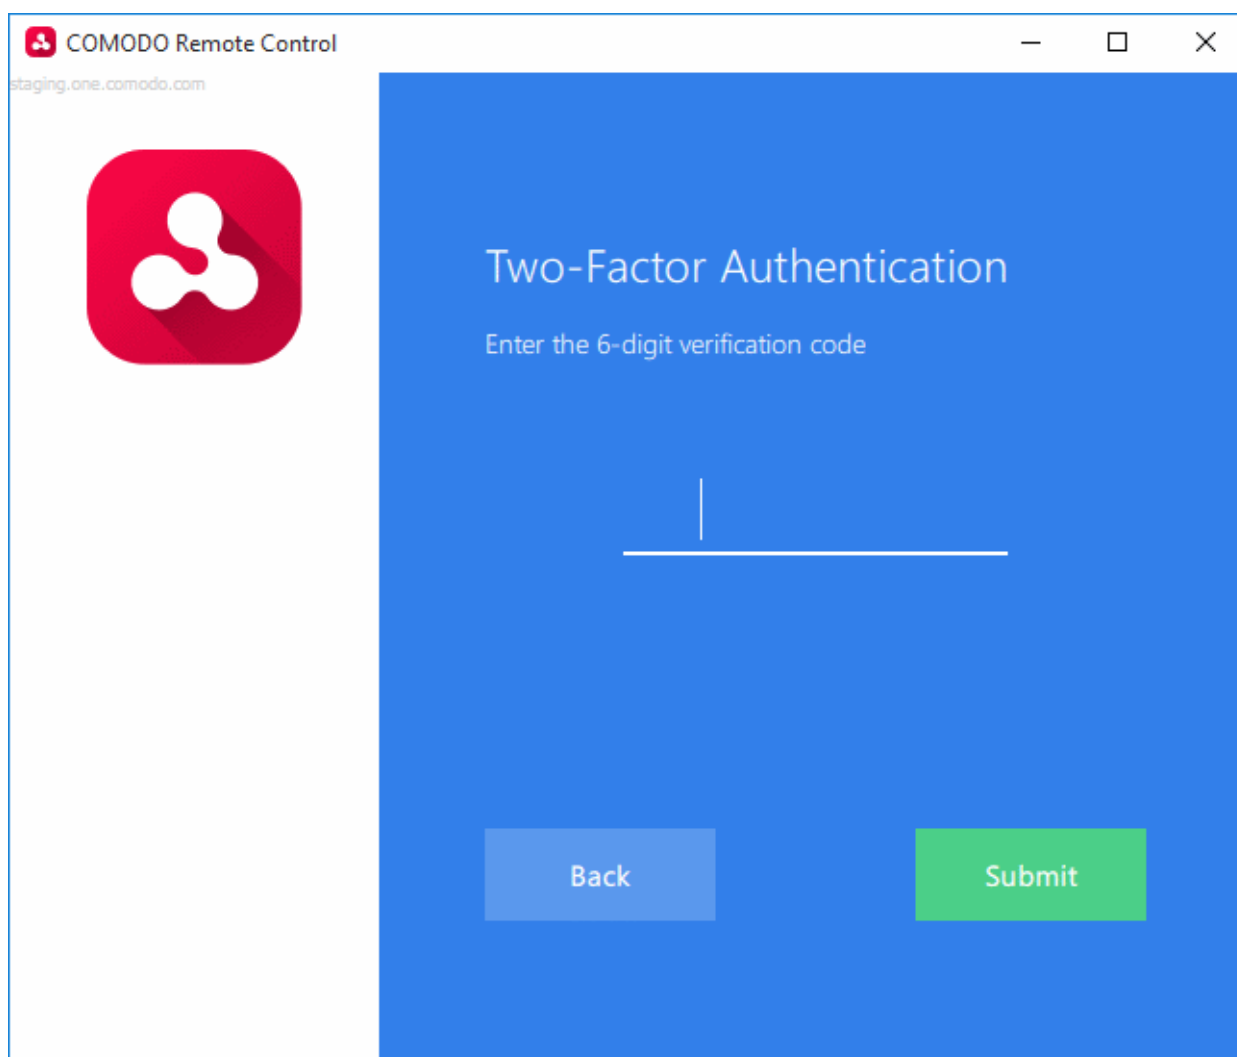 COMODO Remote Control
staging.one.comodo.com
Two-Factor Authentication
Enter the 6-digit verification code
Back
Submit